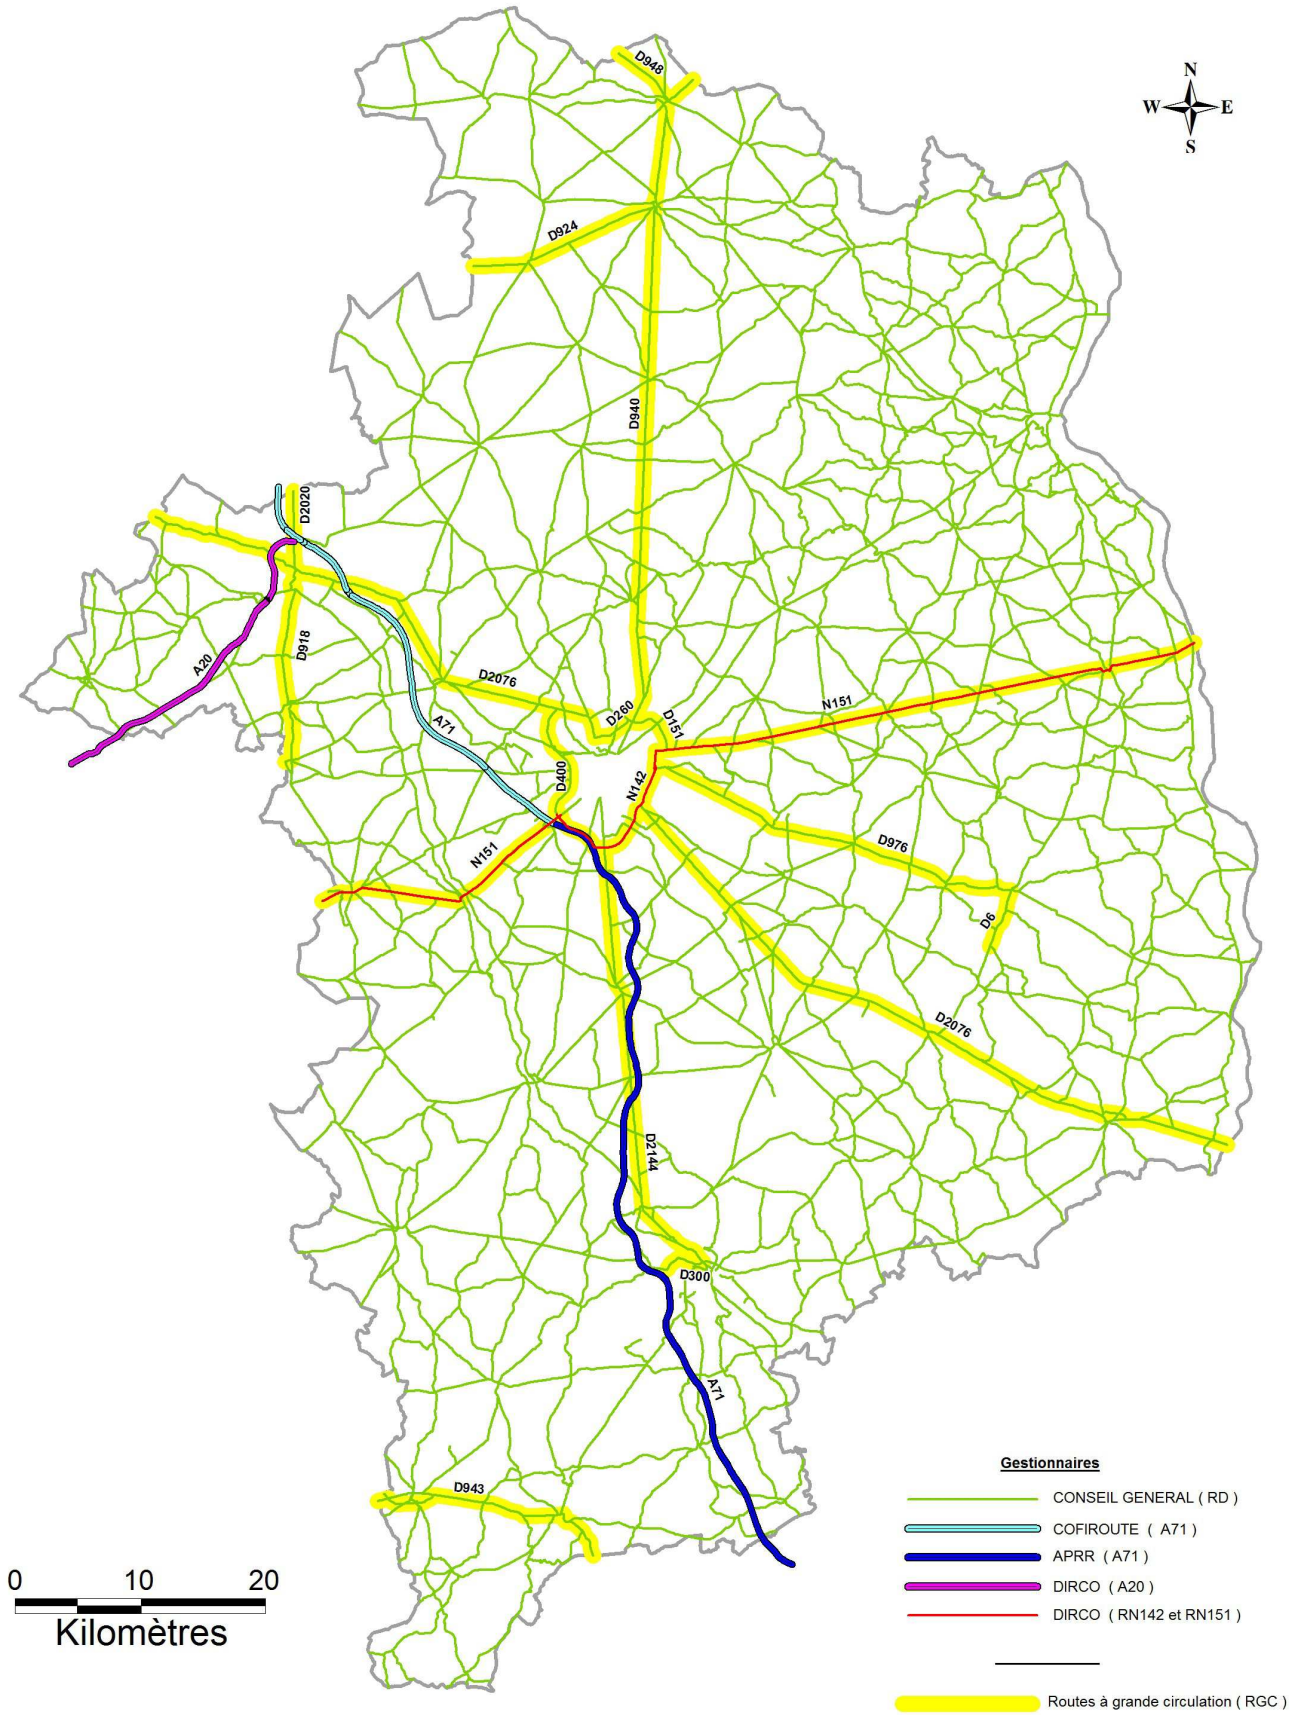 N
W E
S
D948
D924
D940
D2020
D918
A20
D2076
A71
D260
D151
N151
D400
N142
N151
D976
D6
D2076
D2144
D300
A71
D943
Gestionnaires
CONSEIL GENERAL ( RD )
COFIROUTE ( A71 )
APRR ( A71 )
DIRCO ( A20 )
DIRCO ( RN142 et RN151 )
Routes à grande circulation ( RGC )
0 10 20
Kilomètres